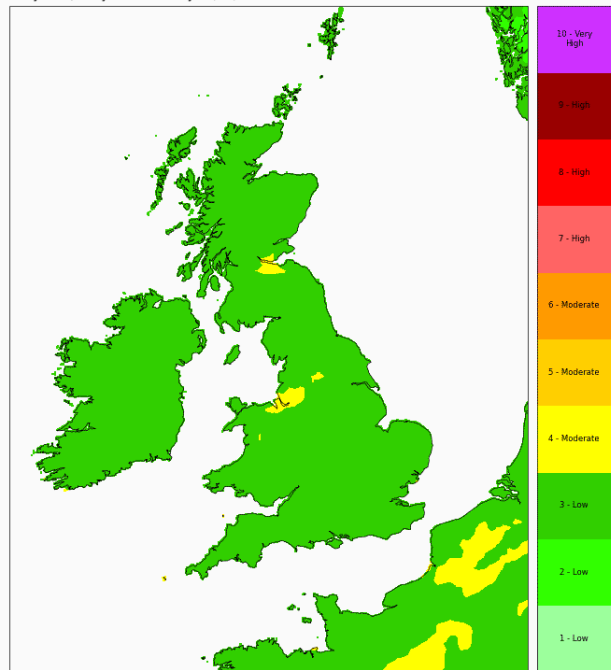 10 - Very
High
9 - High
8 - High
7 - High
6 - Moderate
5 - Moderate
4 - Moderate
3 - Low
2 - Low
1 - Low